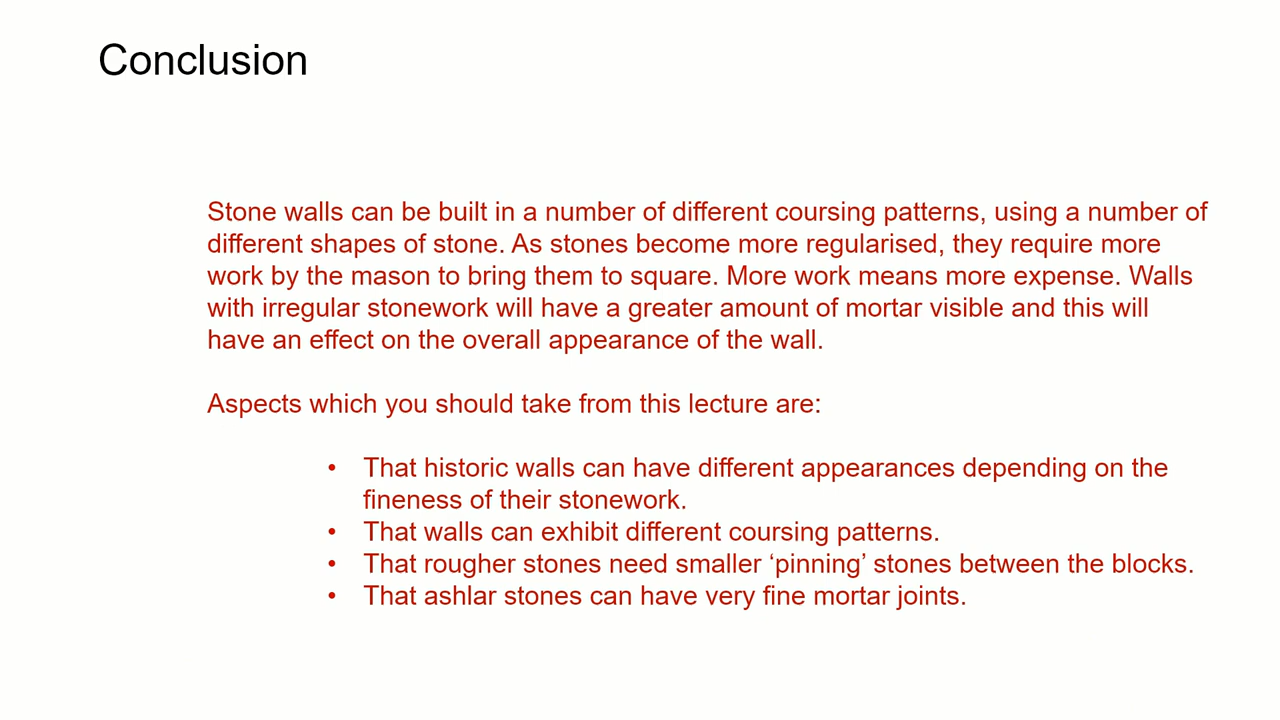 Conclusion
Stone walls can be built in a number of different coursing patterns, using a number of
different shapes of stone. As stones become more regularised, they require more
work by the mason to bring them to square. More work means more expense. Walls
with irregular stonework will have a greater amount of mortar visible and this will
have an effect on the overall appearance of the wall.
Aspects which you should take from this lecture are:
• That historic walls can have different appearances depending on the
fineness of their stonework.
• That walls can exhibit different coursing patterns.
• That rougher stones need smaller ‘pinning’ stones between the blocks.
• That ashlar stones can have very fine mortar joints.